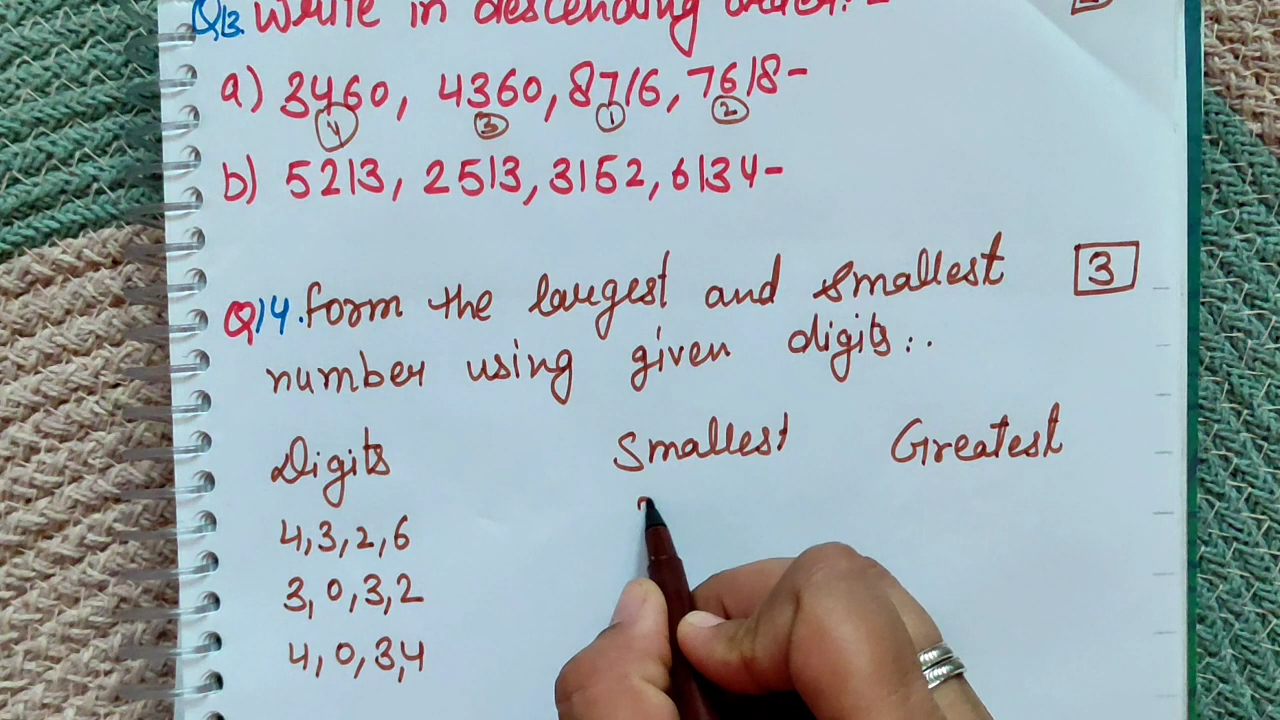 Q13. Write in descending order:-
a) 3460, 4360, 8716, 7618-
4 3 1 2
b) 5213, 2513, 3152, 6134-
Q14. Form the largest and smallest 3
number using given digits:.
Digits Smallest Greatest
4,3,2,6
3,0,3,2
4,0,3,4